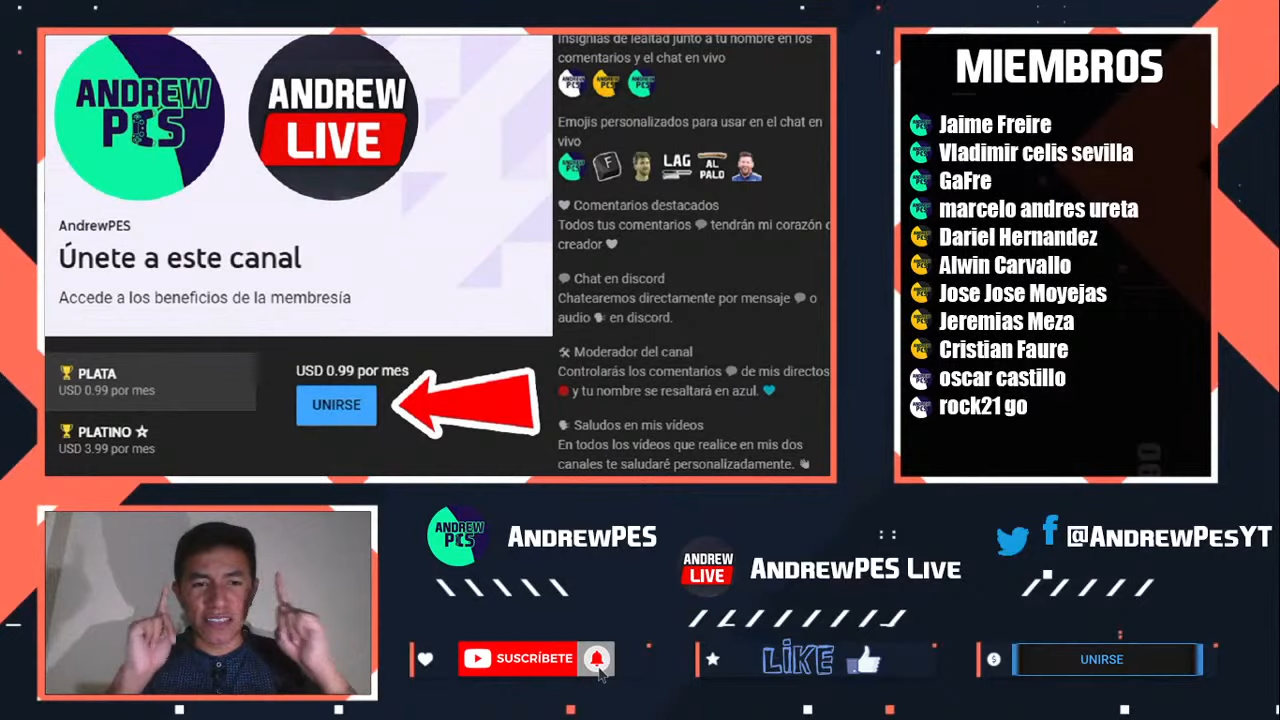 ANDREW
PES
ANDREW
LIVE
AndrewPES
Únete a este canal
Accede a los beneficios de la membresía
PLATA
USD 0.99 por mes
PLATINO ☆
USD 3.99 por mes
USD 0.99 por mes
UNIRSE
Insignias de lealtad junto a tu nombre en los
comentarios y el chat en vivo
Emojis personalizados para usar en el chat en
vivo
F
LAG
AL
PALO
Comentarios destacados
Todos tus comentarios 💬 tendrán mi corazón
creador
Chat en discord
Chatearemos directamente por mensaje 💬 o
audio 🗣 en discord.
Moderador del canal
Controlarás los comentarios 💬 de mis directos
y tu nombre se resaltará en azul.
Saludos en mis vídeos
En todos los vídeos que realice en mis dos
canales te saludaré personalizadamente.
MIEMBROS
Jaime Freire
Vladimir celis sevilla
GaFre
marcelo andres ureta
Dariel Hernandez
Alwin Carvallo
Jose Jose Moyejas
Jeremias Meza
Cristian Faure
oscar castillo
rock21 go
ANDREW
PES
AndrewPES
ANDREW
LIVE
AndrewPES Live
@AndrewPesYT
SUSCRÍBETE
LIKE
UNIRSE